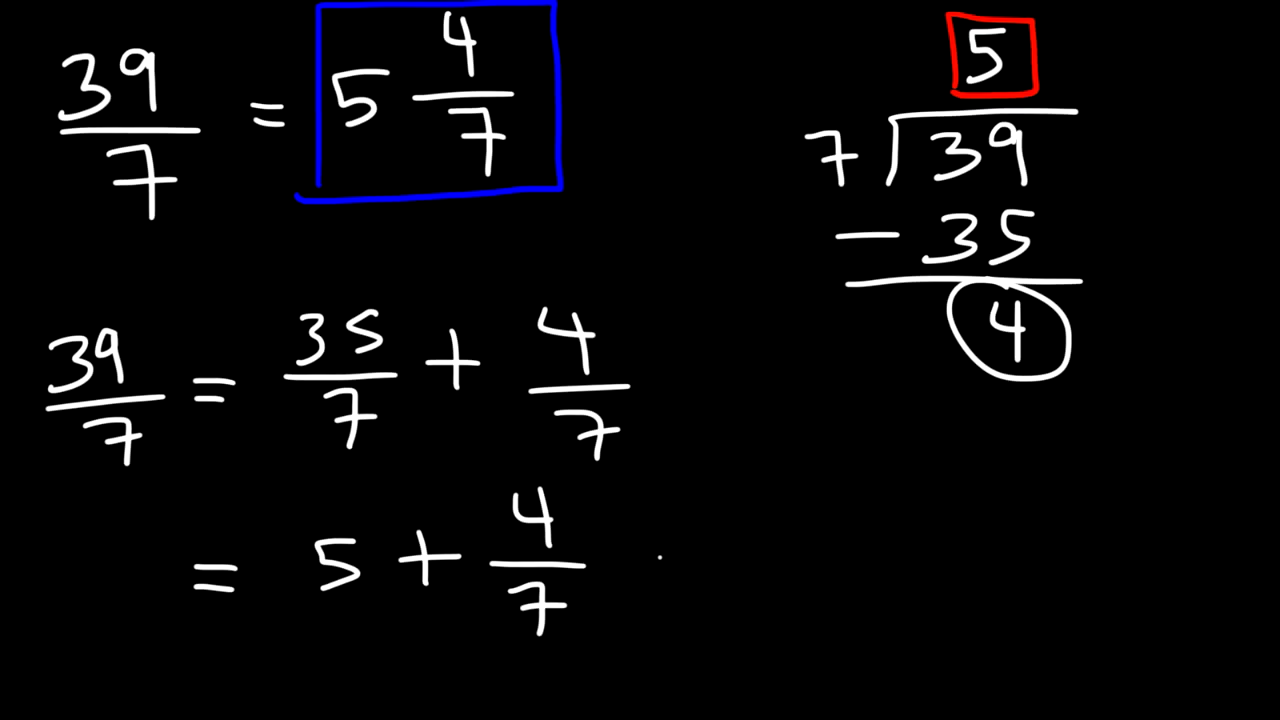 39/7 = 5 4/7
39/7 = 35/7 + 4/7
= 5 + 4/7
5
7 39
− 35
4